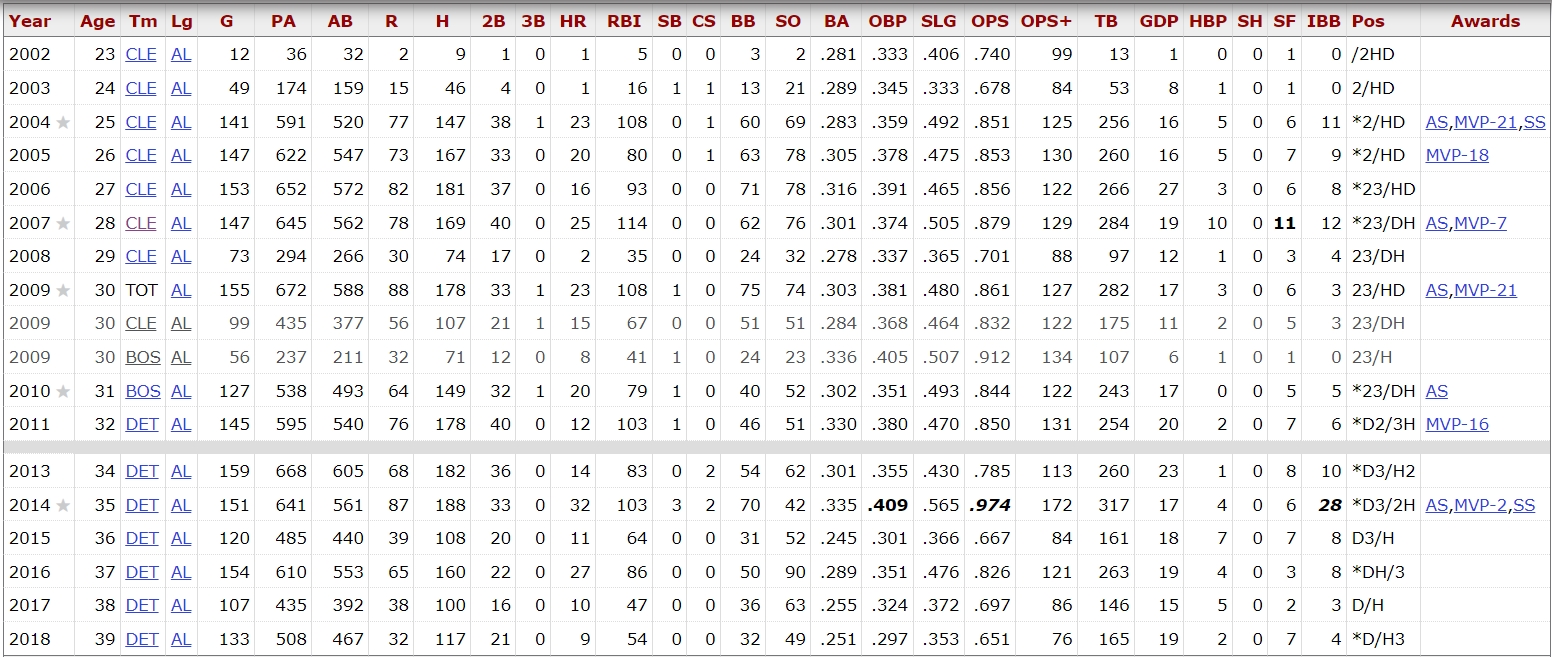 Year Age Tm Lg G PA AB R H 2B 3B HR RBI SB CS BB SO BA OBP SLG OPS OPS+ TB GDP HBP SH SF IBB Pos Awards
2002 23 CLE AL 12 36 32 2 9 1 0 1 5 0 0 3 2 .281 .333 .406 .740 99 13 1 0 0 1 0 /2HD
2003 24 CLE AL 49 174 159 15 46 4 0 1 16 1 1 13 21 .289 .345 .333 .678 84 53 8 1 0 1 0 2/HD
2004 ★ 25 CLE AL 141 591 520 77 147 38 1 23 108 0 1 60 69 .283 .359 .492 .851 125 256 16 5 0 6 11 *2/HD AS,MVP-21,SS
2005 26 CLE AL 147 622 547 73 167 33 0 20 80 0 1 63 78 .305 .378 .475 .853 130 260 16 5 0 7 9 *2/HD MVP-18
2006 27 CLE AL 153 652 572 82 181 37 0 16 93 0 0 71 78 .316 .391 .465 .856 122 266 27 3 0 6 8 *23/HD
2007 ★ 28 CLE AL 147 645 562 78 169 40 0 25 114 0 0 62 76 .301 .374 .505 .879 129 284 19 10 0 11 12 *23/DH AS,MVP-7
2008 29 CLE AL 73 294 266 30 74 17 0 2 35 0 0 24 32 .278 .337 .365 .701 88 97 12 1 0 3 4 23/DH
2009 ★ 30 TOT AL 155 672 588 88 178 33 1 23 108 1 0 75 74 .303 .381 .480 .861 127 282 17 3 0 6 3 23/HD AS,MVP-21
2009 30 CLE AL 99 435 377 56 107 21 1 15 67 0 0 51 51 .284 .368 .464 .832 122 175 11 2 0 5 3 23/DH
2009 30 BOS AL 56 237 211 32 71 12 0 8 41 1 0 24 23 .336 .405 .507 .912 134 107 6 1 0 1 0 23/H
2010 ★ 31 BOS AL 127 538 493 64 149 32 1 20 79 1 0 40 52 .302 .351 .493 .844 122 243 17 0 0 5 5 *23/DH AS
2011 32 DET AL 145 595 540 76 178 40 0 12 103 1 0 46 51 .330 .380 .470 .850 131 254 20 2 0 7 6 *D2/3H MVP-16
2013 34 DET AL 159 668 605 68 182 36 0 14 83 0 2 54 62 .301 .355 .430 .785 113 260 23 1 0 8 10 *D3/H2
2014 ★ 35 DET AL 151 641 561 87 188 33 0 32 103 3 2 70 42 .335 .409 .565 .974 172 317 17 4 0 6 28 *D3/2H AS,MVP-2,SS
2015 36 DET AL 120 485 440 39 108 20 0 11 64 0 0 31 52 .245 .301 .366 .667 84 161 18 7 0 7 8 D3/H
2016 37 DET AL 154 610 553 65 160 22 0 27 86 0 0 50 90 .289 .351 .476 .826 121 263 19 4 0 3 8 *DH/3
2017 38 DET AL 107 435 392 38 100 16 0 10 47 0 0 36 63 .255 .324 .372 .697 86 146 15 5 0 2 3 D/H
2018 39 DET AL 133 508 467 32 117 21 0 9 54 0 0 32 49 .251 .297 .353 .651 76 165 19 2 0 7 4 *D/H3